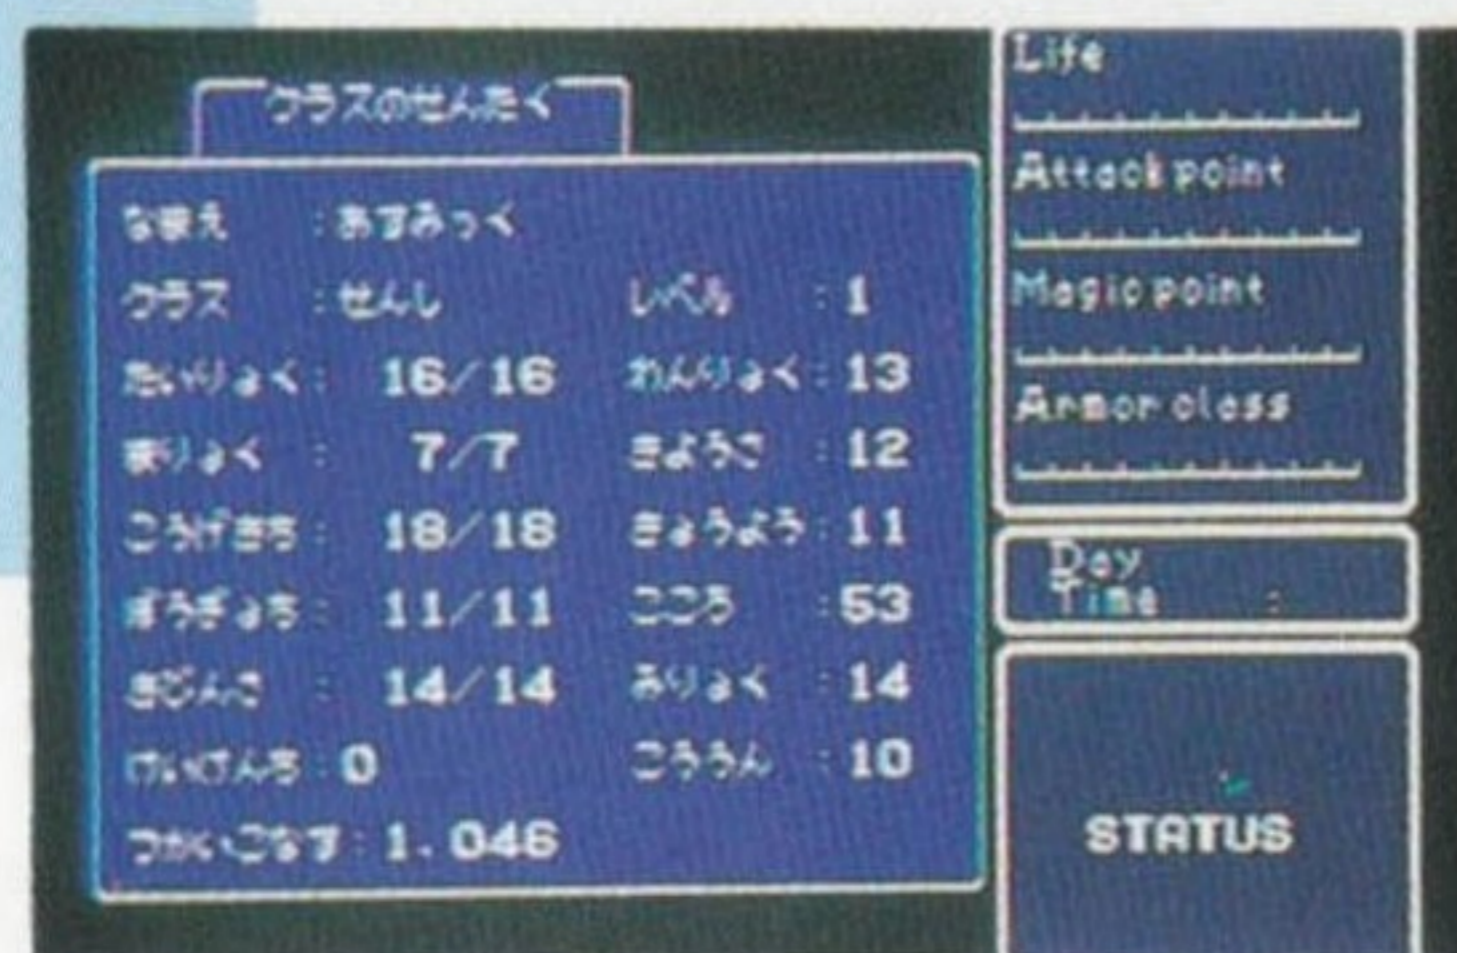 クラスのせんたく
なまえ :あすみっく
クラス :せんし レベル :1
たいりょく: 16/16 わんりょく:13
まりょく : 7/7 きようさ :12
こうげきち: 18/18 きょうよう:11
ぼうぎょち: 11/11 こころ :53
きびんさ : 14/14 みりょく :14
けいけんち:0 こううん :10
つかいこなす:1.046
Life
Attack point
Magic point
Armor class
Day
Time :
STATUS